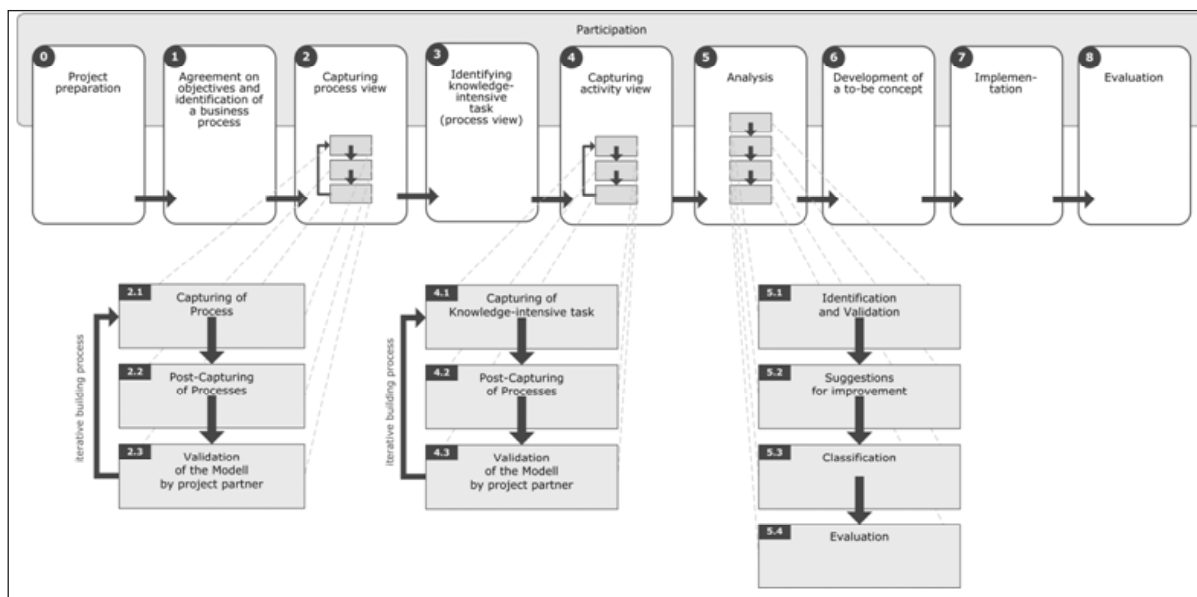 Participation
0
Project
preparation
1
Agreement on
objectives and
identification of
a business
process
2
Capturing
process view
3
Identifying
knowledge-
intensive
task
(process view)
4
Capturing
activity view
5
Analysis
6
Development of
a to-be concept
7
Implemen-
tation
8
Evaluation
iterative building process
2.1
Capturing of
Process
2.2
Post-Capturing
of Processes
2.3
Validation
of the Modell
by project partner
iterative building process
4.1
Capturing of
Knowledge-intensive task
4.2
Post-Capturing
of Processes
4.3
Validation
of the Modell
by project partner
5.1
Identification
and Validation
5.2
Suggestions
for improvement
5.3
Classification
5.4
Evaluation